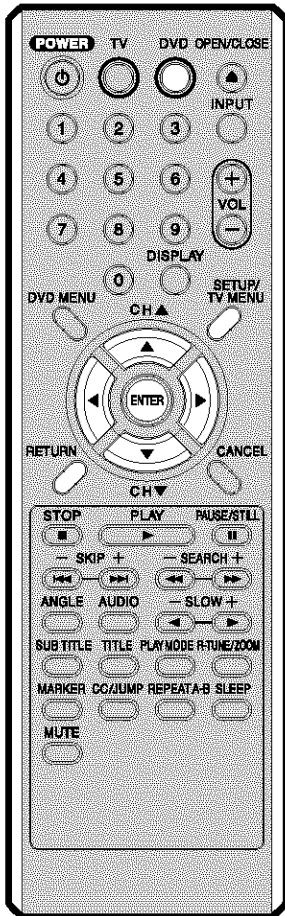 POWER TV DVD OPEN/CLOSE
INPUT
1 2 3
4 5 6 +
VOL
7 8 9 −
DISPLAY
0
DVD MENU SETUP/
TV MENU
CH▲
ENTER
RETURN CANCEL
CH▼
STOP PLAY PAUSE/STILL
− SKIP + − SEARCH +
ANGLE AUDIO − SLOW +
SUB TITLE TITLE PLAY MODE R-TUNE/ZOOM
MARKER CC/JUMP REPEAT A-B SLEEP
MUTE